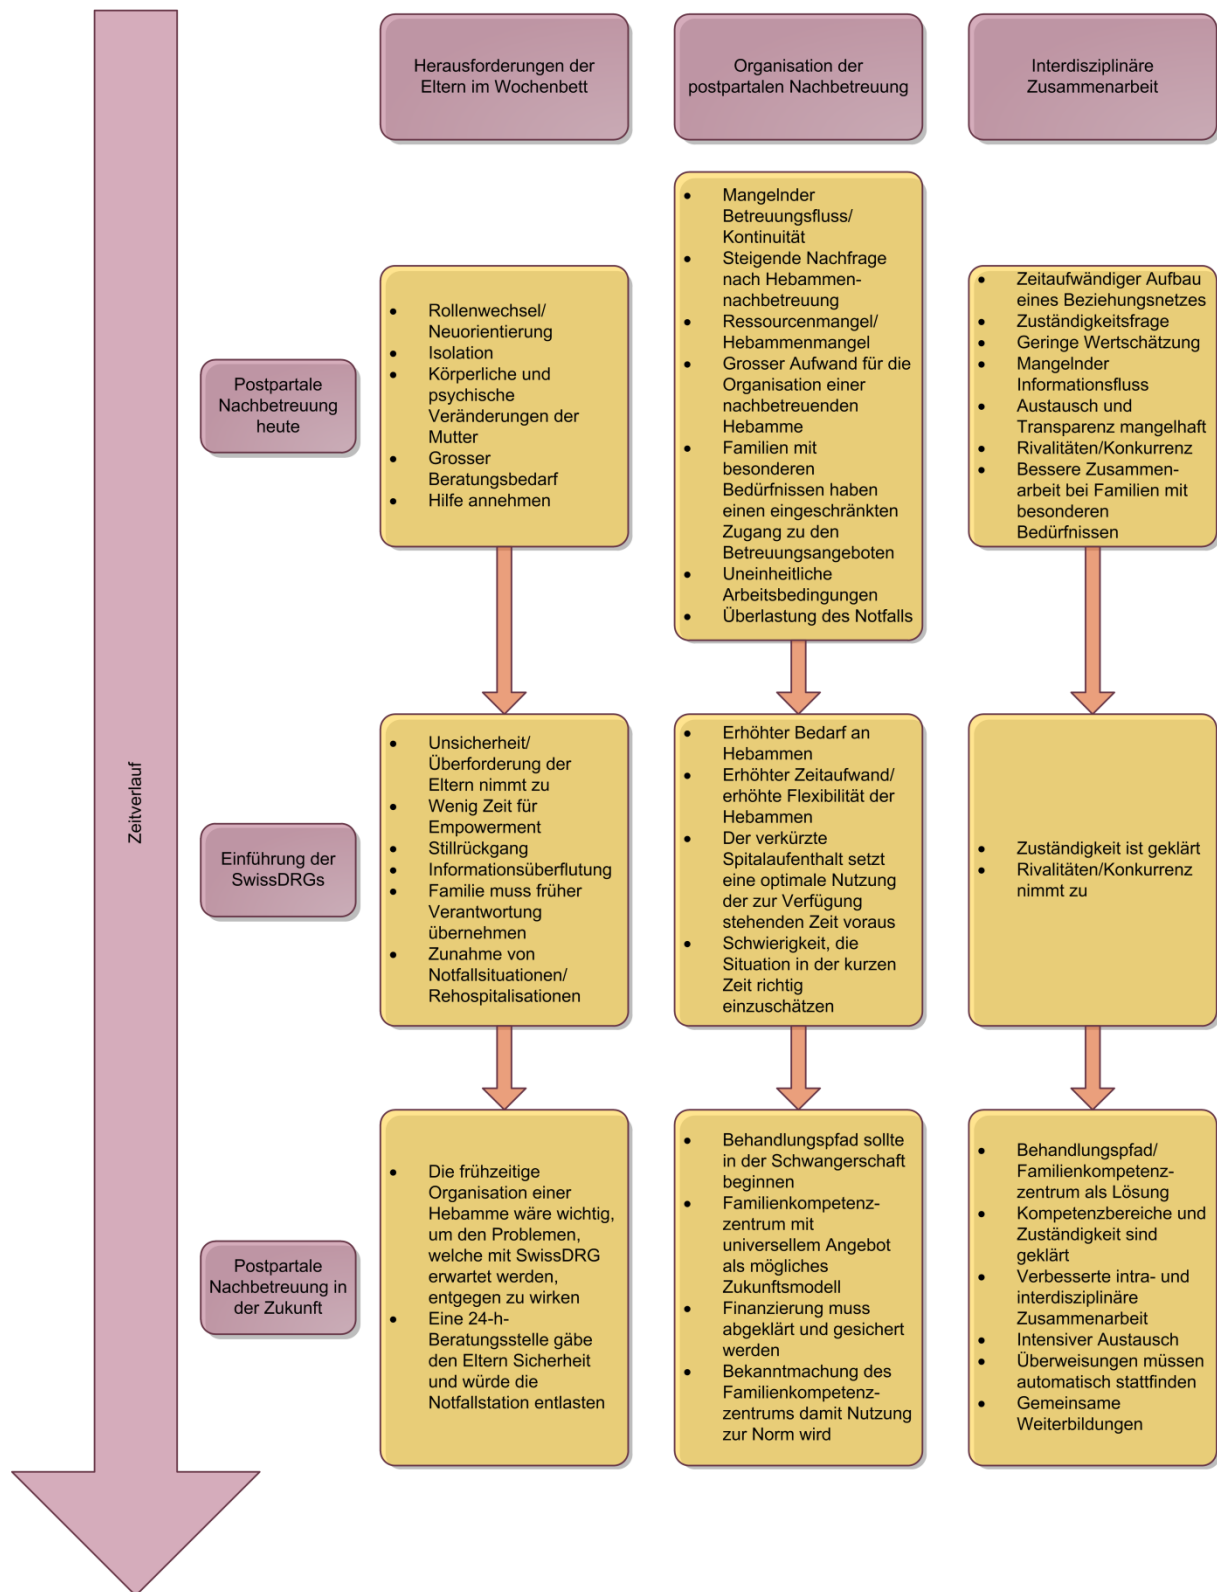 Herausforderungen der
Eltern im Wochenbett
Organisation der
postpartalen Nachbetreuung
Interdisziplinäre
Zusammenarbeit
Zeitverlauf
Postpartale
Nachbetreuung
heute
• Rollenwechsel/
Neuorientierung
• Isolation
• Körperliche und
psychische
Veränderungen der
Mutter
• Grosser
Beratungsbedarf
• Hilfe annehmen
• Mangelnder
Betreuungsfluss/
Kontinuität
• Steigende Nachfrage
nach Hebammen-
nachbetreuung
• Ressourcenmangel/
Hebammenmangel
• Grosser Aufwand für die
Organisation einer
nachbetreuenden
Hebamme
• Familien mit
besonderen
Bedürfnissen haben
einen eingeschränkten
Zugang zu den
Betreuungsangeboten
• Uneinheitliche
Arbeitsbedingungen
• Überlastung des Notfalls
• Zeitaufwändiger Aufbau
eines Beziehungsnetzes
• Zuständigkeitsfrage
• Geringe Wertschätzung
• Mangelnder
Informationsfluss
• Austausch und
Transparenz mangelhaft
• Rivalitäten/Konkurrenz
• Bessere Zusammen-
arbeit bei Familien mit
besonderen
Bedürfnissen
Einführung der
SwissDRGs
• Unsicherheit/
Überforderung der
Eltern nimmt zu
• Wenig Zeit für
Empowerment
• Stillrückgang
• Informationsüberflutung
• Familie muss früher
Verantwortung
übernehmen
• Zunahme von
Notfallsituationen/
Rehospitalisationen
• Erhöhter Bedarf an
Hebammen
• Erhöhter Zeitaufwand/
erhöhte Flexibilität der
Hebammen
• Der verkürzte
Spitalaufenthalt setzt
eine optimale Nutzung
der zur Verfügung
stehenden Zeit voraus
• Schwierigkeit, die
Situation in der kurzen
Zeit richtig
einzuschätzen
• Zuständigkeit ist geklärt
• Rivalitäten/Konkurrenz
nimmt zu
Postpartale
Nachbetreuung in
der Zukunft
• Die frühzeitige
Organisation einer
Hebamme wäre wichtig,
um den Problemen,
welche mit SwissDRG
erwartet werden,
entgegen zu wirken
• Eine 24-h-
Beratungsstelle gäbe
den Eltern Sicherheit
und würde die
Notfallstation entlasten
• Behandlungspfad sollte
in der Schwangerschaft
beginnen
• Familienkompetenz-
zentrum mit
universellem Angebot
als mögliches
Zukunftsmodell
• Finanzierung muss
abgeklärt und gesichert
werden
• Bekanntmachung des
Familienkompetenz-
zentrums damit Nutzung
zur Norm wird
• Behandlungspfad/
Familienkompetenz-
zentrum als Lösung
• Kompetenzbereiche und
Zuständigkeit sind
geklärt
• Verbesserte intra- und
interdisziplinäre
Zusammenarbeit
• Intensiver Austausch
• Überweisungen müssen
automatisch stattfinden
• Gemeinsame
Weiterbildungen